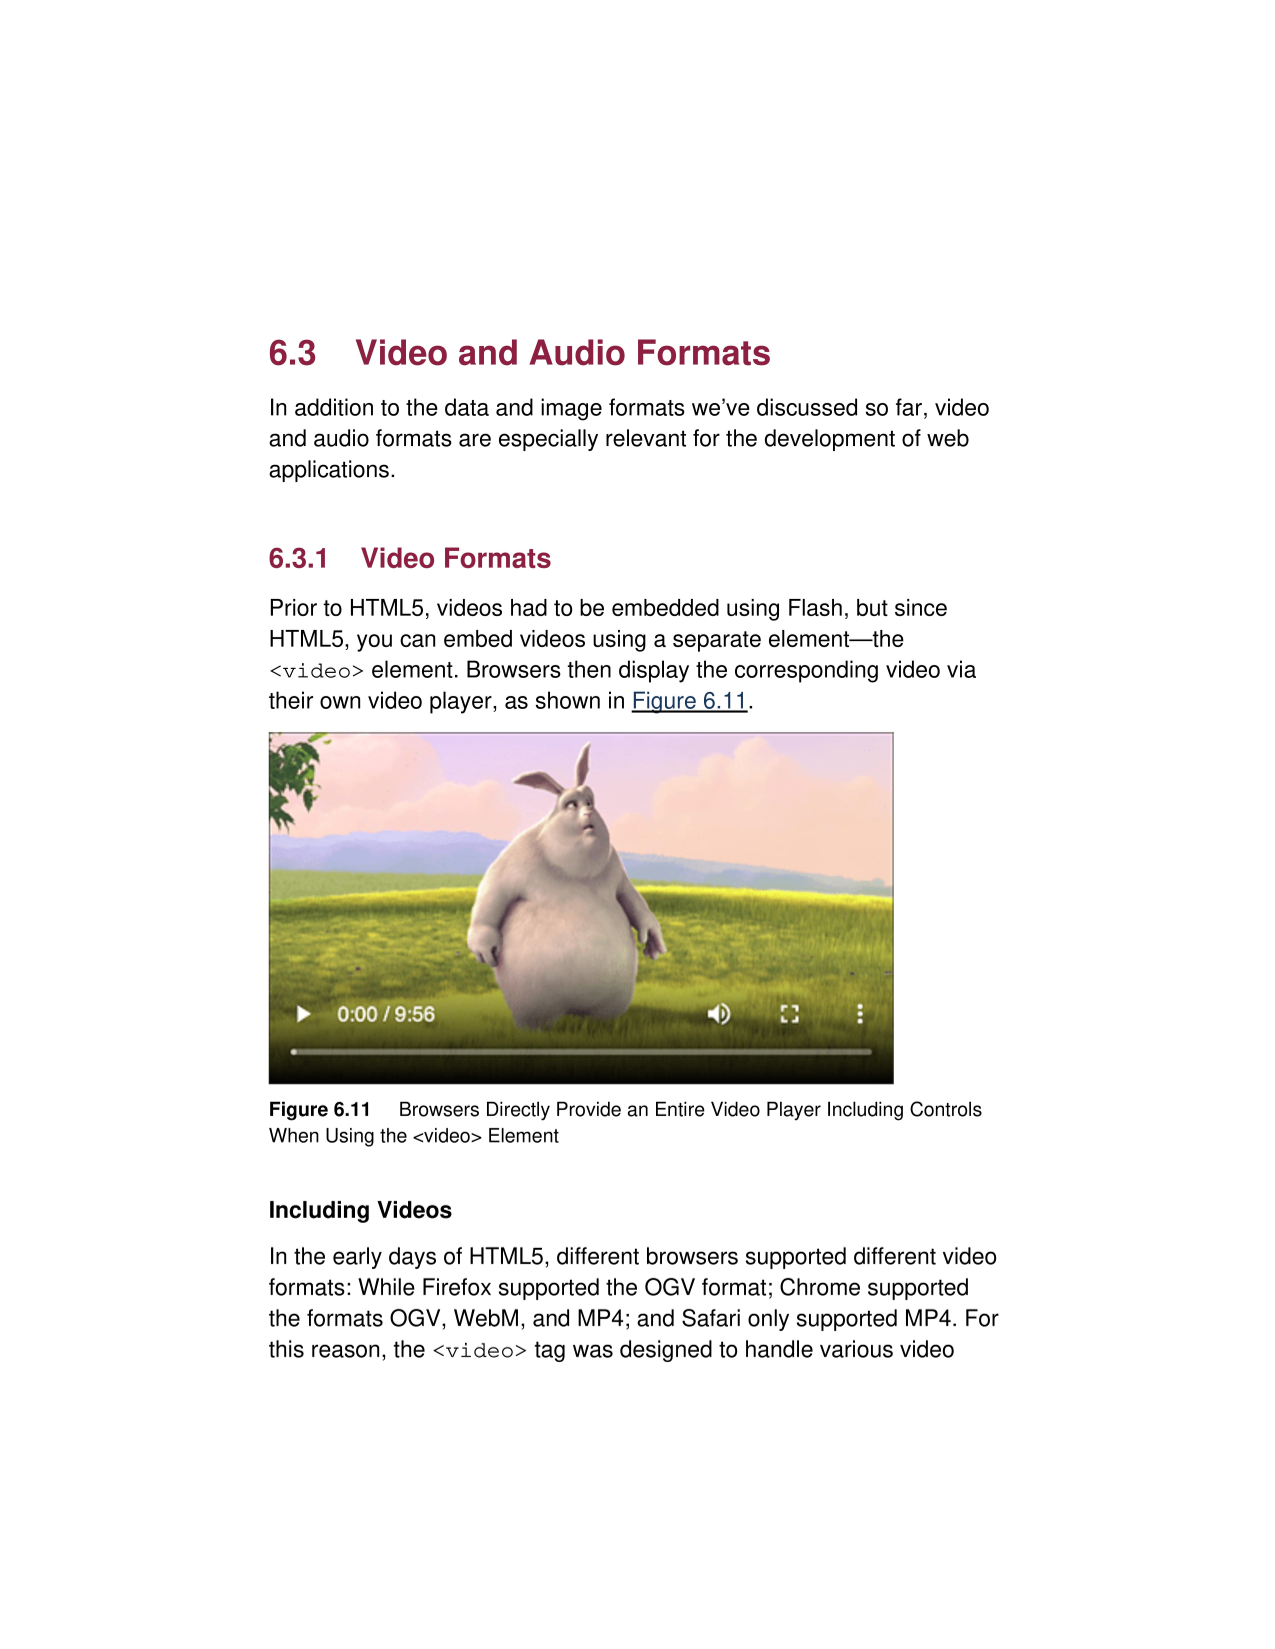 6.3 Video and Audio Formats
In addition to the data and image formats we’ve discussed so far, video
and audio formats are especially relevant for the development of web
applications.
6.3.1 Video Formats
Prior to HTML5, videos had to be embedded using Flash, but since
HTML5, you can embed videos using a separate element—the
<video> element. Browsers then display the corresponding video via
their own video player, as shown in Figure 6.11.
0:00 / 9:56
Figure 6.11 Browsers Directly Provide an Entire Video Player Including Controls
When Using the <video> Element
Including Videos
In the early days of HTML5, different browsers supported different video
formats: While Firefox supported the OGV format; Chrome supported
the formats OGV, WebM, and MP4; and Safari only supported MP4. For
this reason, the <video> tag was designed to handle various video